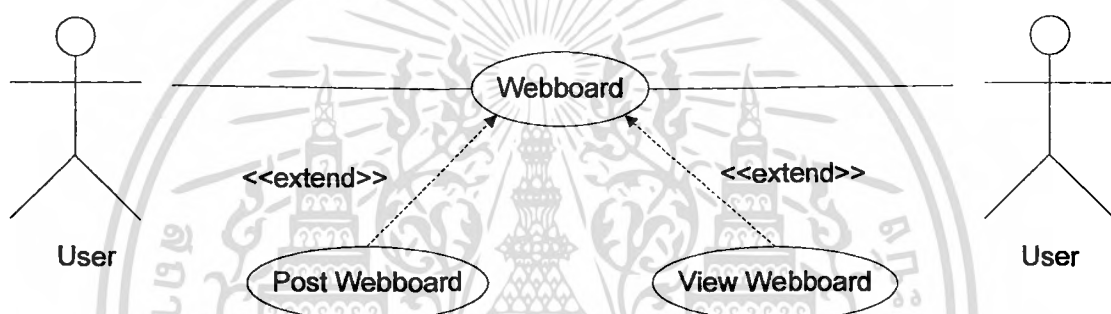 Webboard
<<extend>>
<<extend>>
User
User
Post Webboard
View Webboard